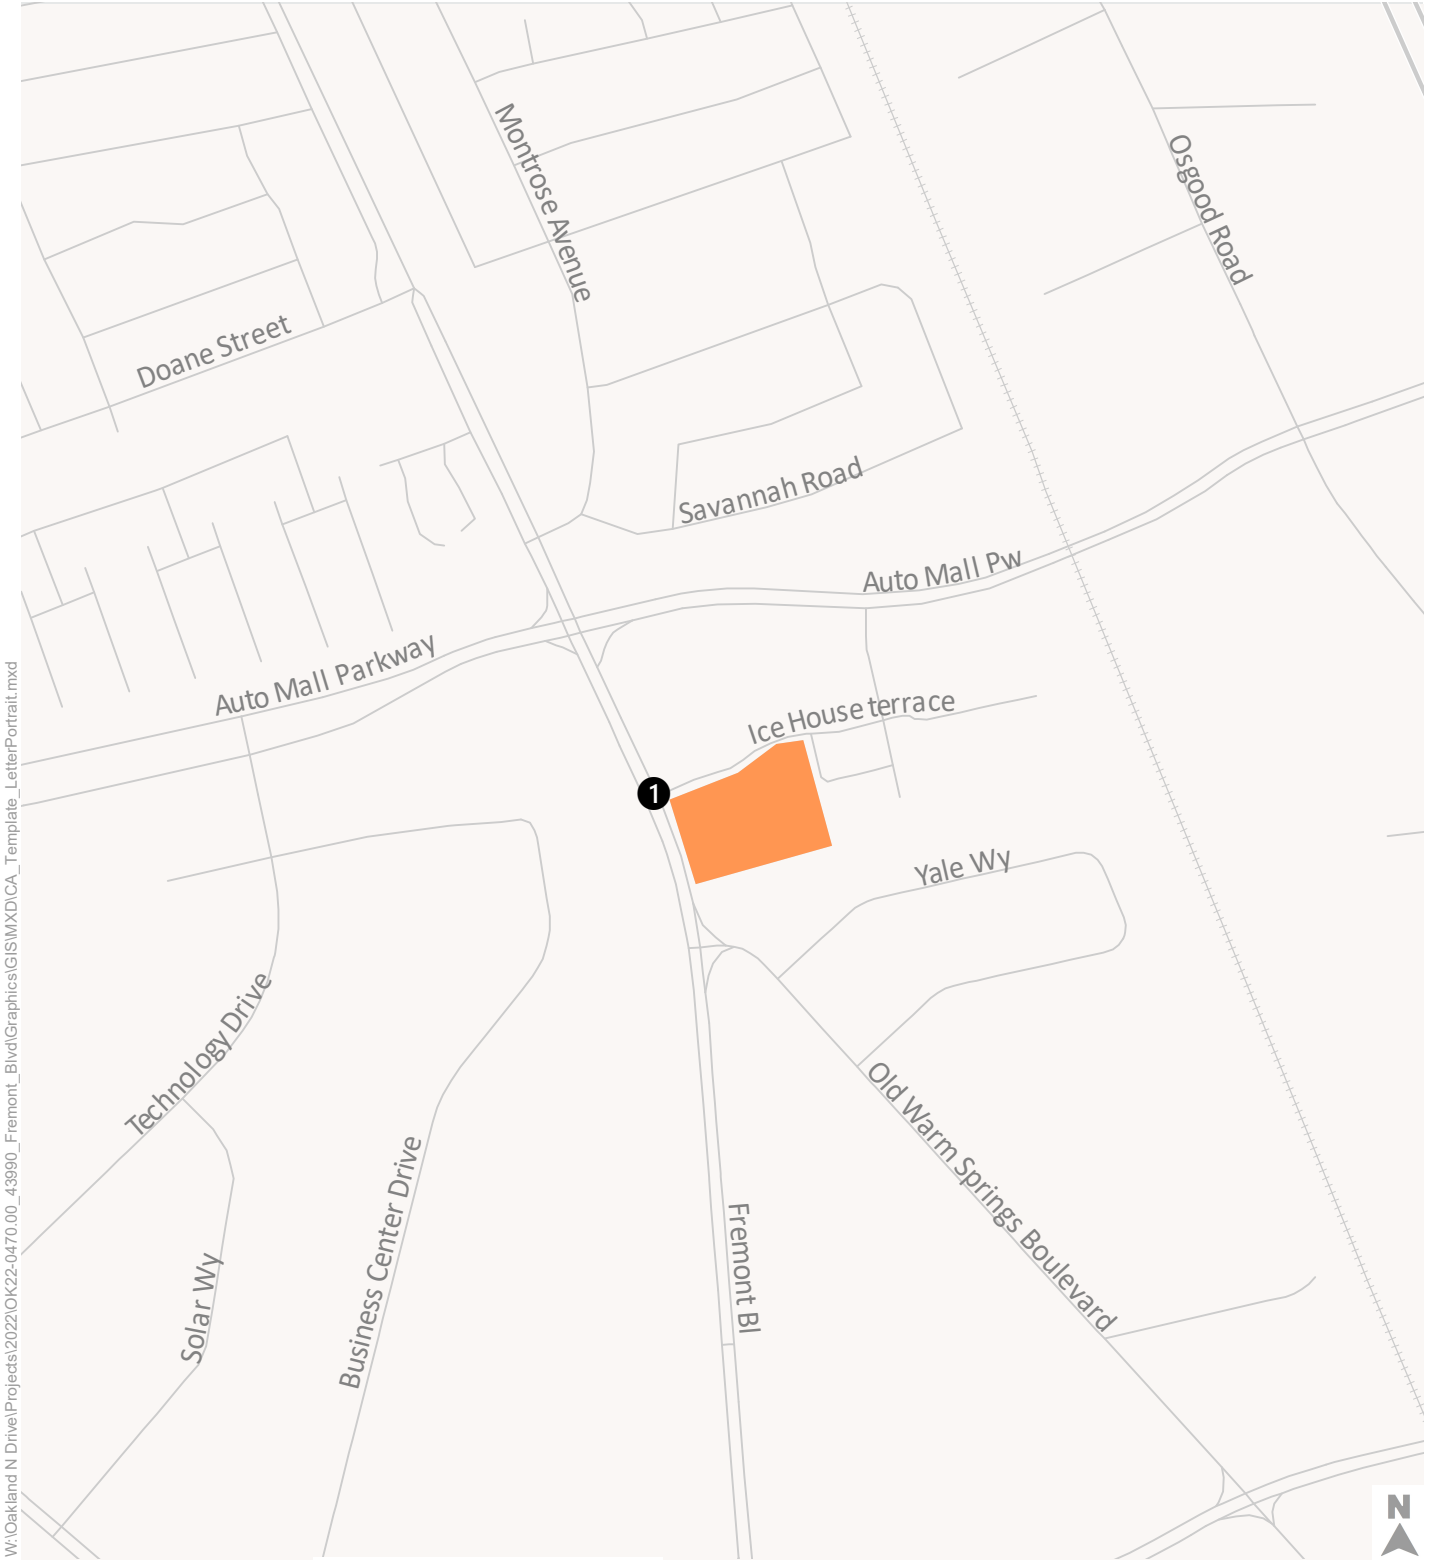 Montrose Avenue
Osgood Road
Doane Street
Savannah Road
Auto Mall Pw
Auto Mall Parkway
Ice House terrace
1
Yale Wy
Technology Drive
Old Warm Springs Boulevard
Business Center Drive
Fremont Bl
Solar Wy
N
W:\Oakland N Drive\Projects\2022\OK22-0470.00_43990_Fremont_Blvd\Graphics\GIS\MXD\CA_Template_LetterPortrait.mxd